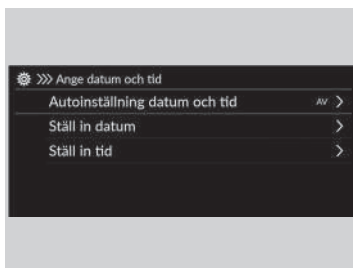 Ange datum och tid
Autoinställning datum och tid AV
Ställ in datum
Ställ in tid